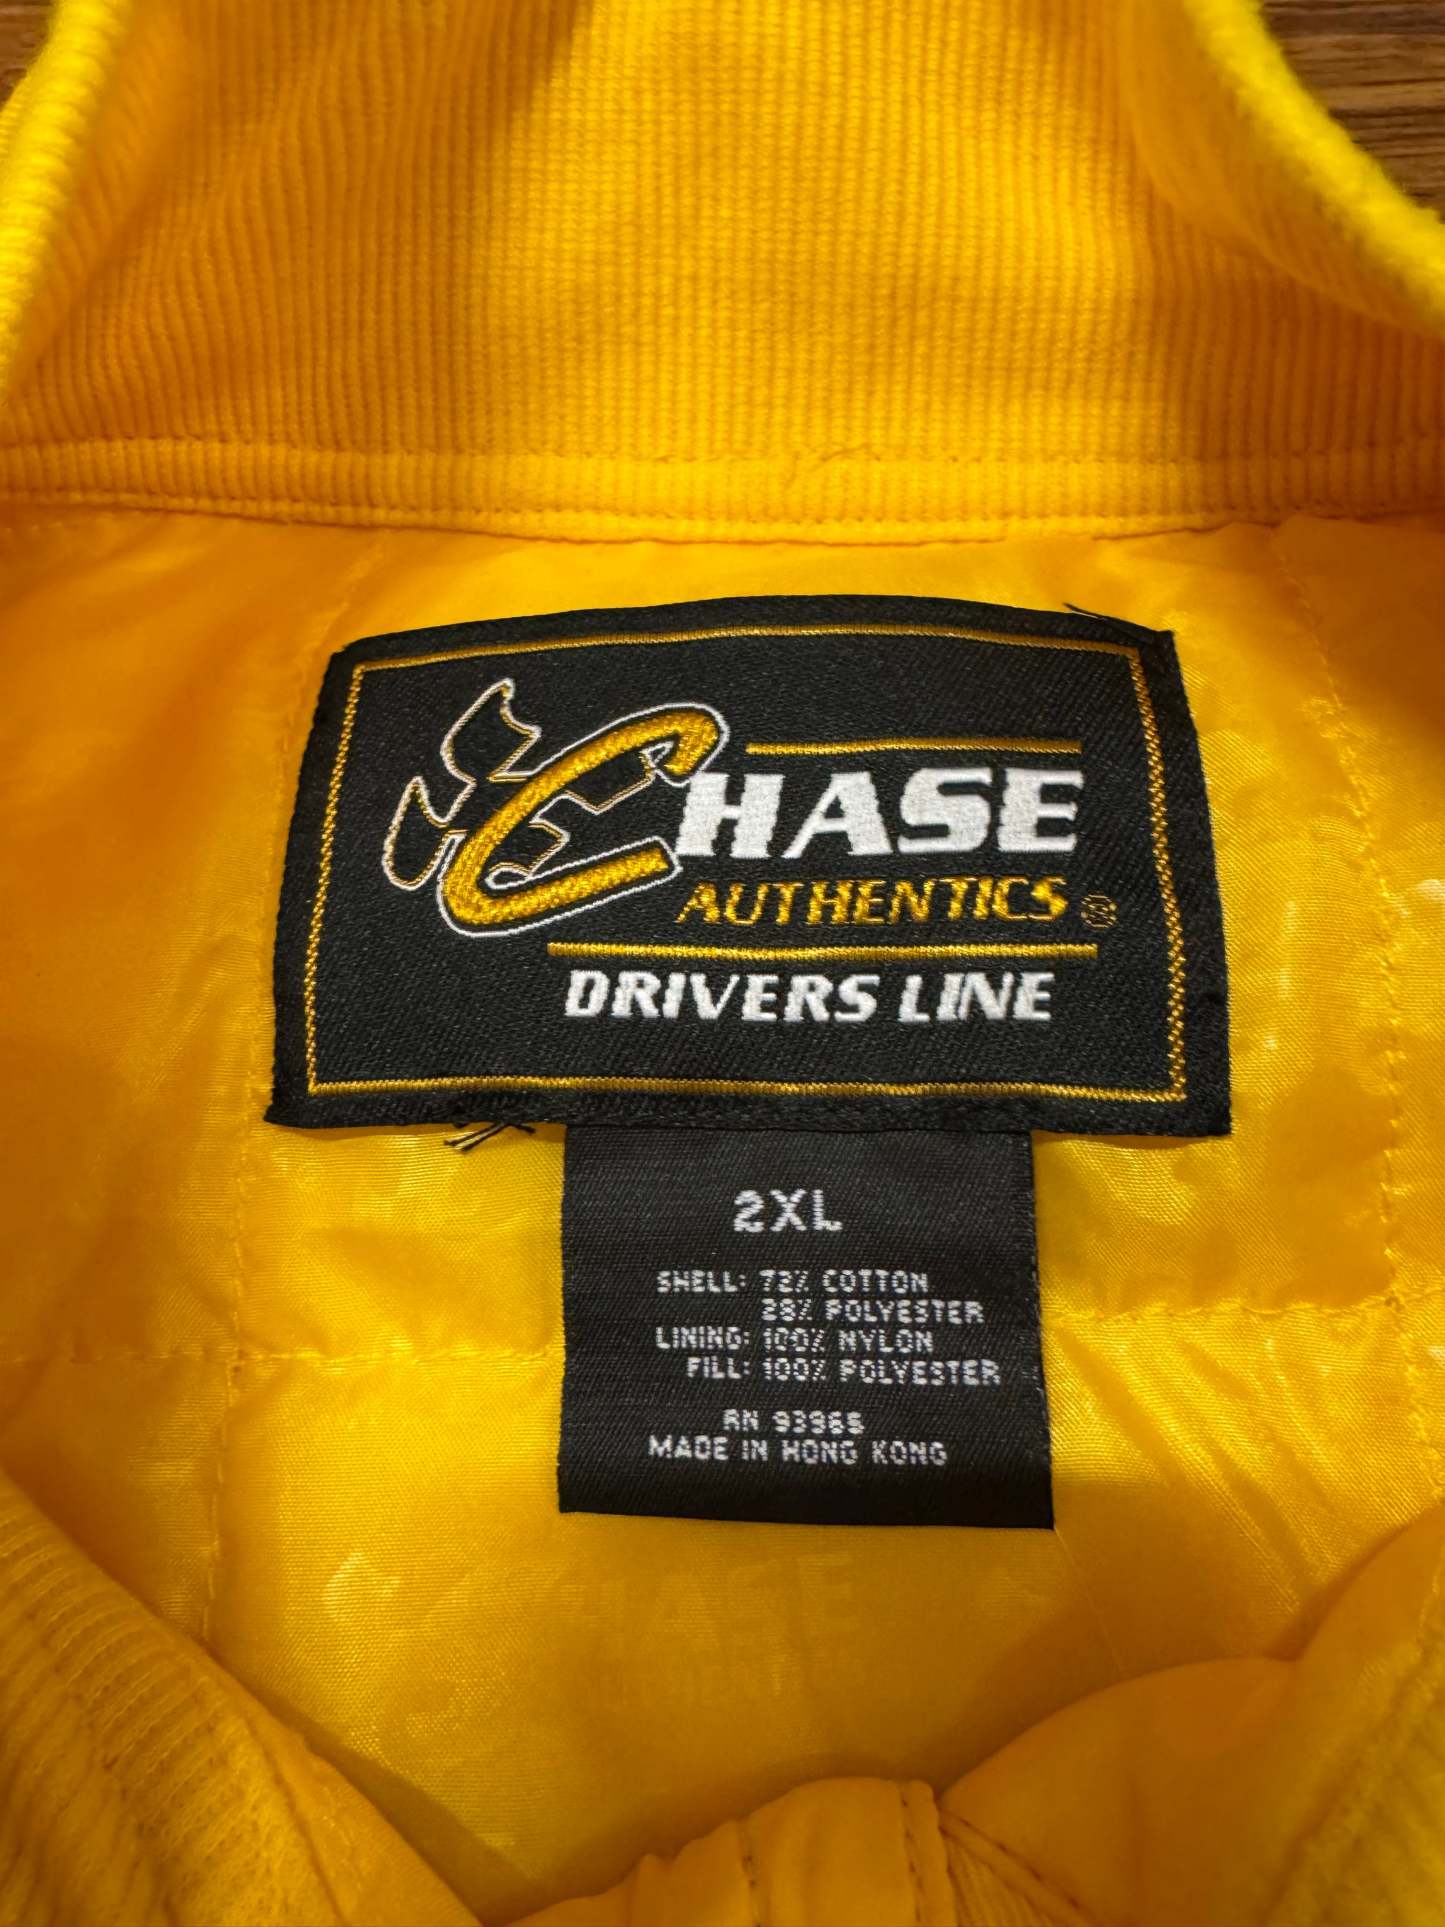 CHASE
AUTHENTICS®
DRIVERS LINE
2XL
SHELL: 72% COTTON
28% POLYESTER
LINING: 100% NYLON
FILL: 100% POLYESTER
RN 93965
MADE IN HONG KONG